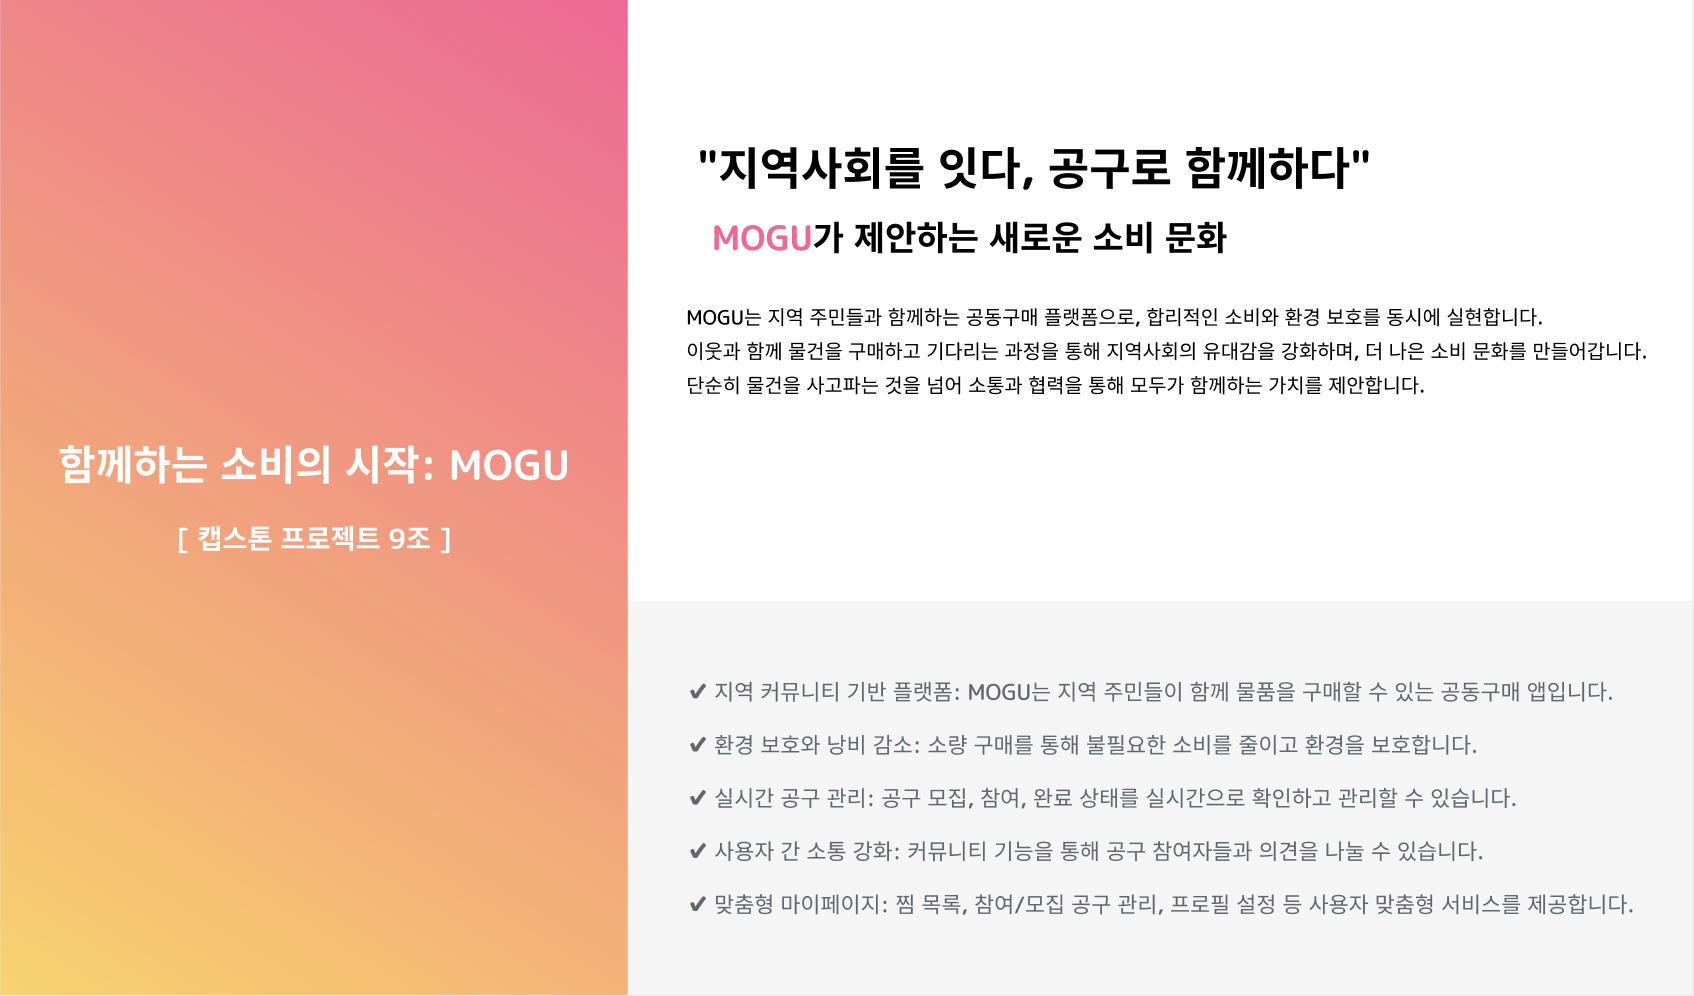 함께하는 소비의 시작: MOGU
[ 캡스톤 프로젝트 9조 ]
"지역사회를 잇다, 공구로 함께하다"
MOGU가 제안하는 새로운 소비 문화
MOGU는 지역 주민들과 함께하는 공동구매 플랫폼으로, 합리적인 소비와 환경 보호를 동시에 실현합니다.
이웃과 함께 물건을 구매하고 기다리는 과정을 통해 지역사회의 유대감을 강화하며, 더 나은 소비 문화를 만들어갑니다.
단순히 물건을 사고파는 것을 넘어 소통과 협력을 통해 모두가 함께하는 가치를 제안합니다.
✔ 지역 커뮤니티 기반 플랫폼: MOGU는 지역 주민들이 함께 물품을 구매할 수 있는 공동구매 앱입니다.
✔ 환경 보호와 낭비 감소: 소량 구매를 통해 불필요한 소비를 줄이고 환경을 보호합니다.
✔ 실시간 공구 관리: 공구 모집, 참여, 완료 상태를 실시간으로 확인하고 관리할 수 있습니다.
✔ 사용자 간 소통 강화: 커뮤니티 기능을 통해 공구 참여자들과 의견을 나눌 수 있습니다.
✔ 맞춤형 마이페이지: 찜 목록, 참여/모집 공구 관리, 프로필 설정 등 사용자 맞춤형 서비스를 제공합니다.